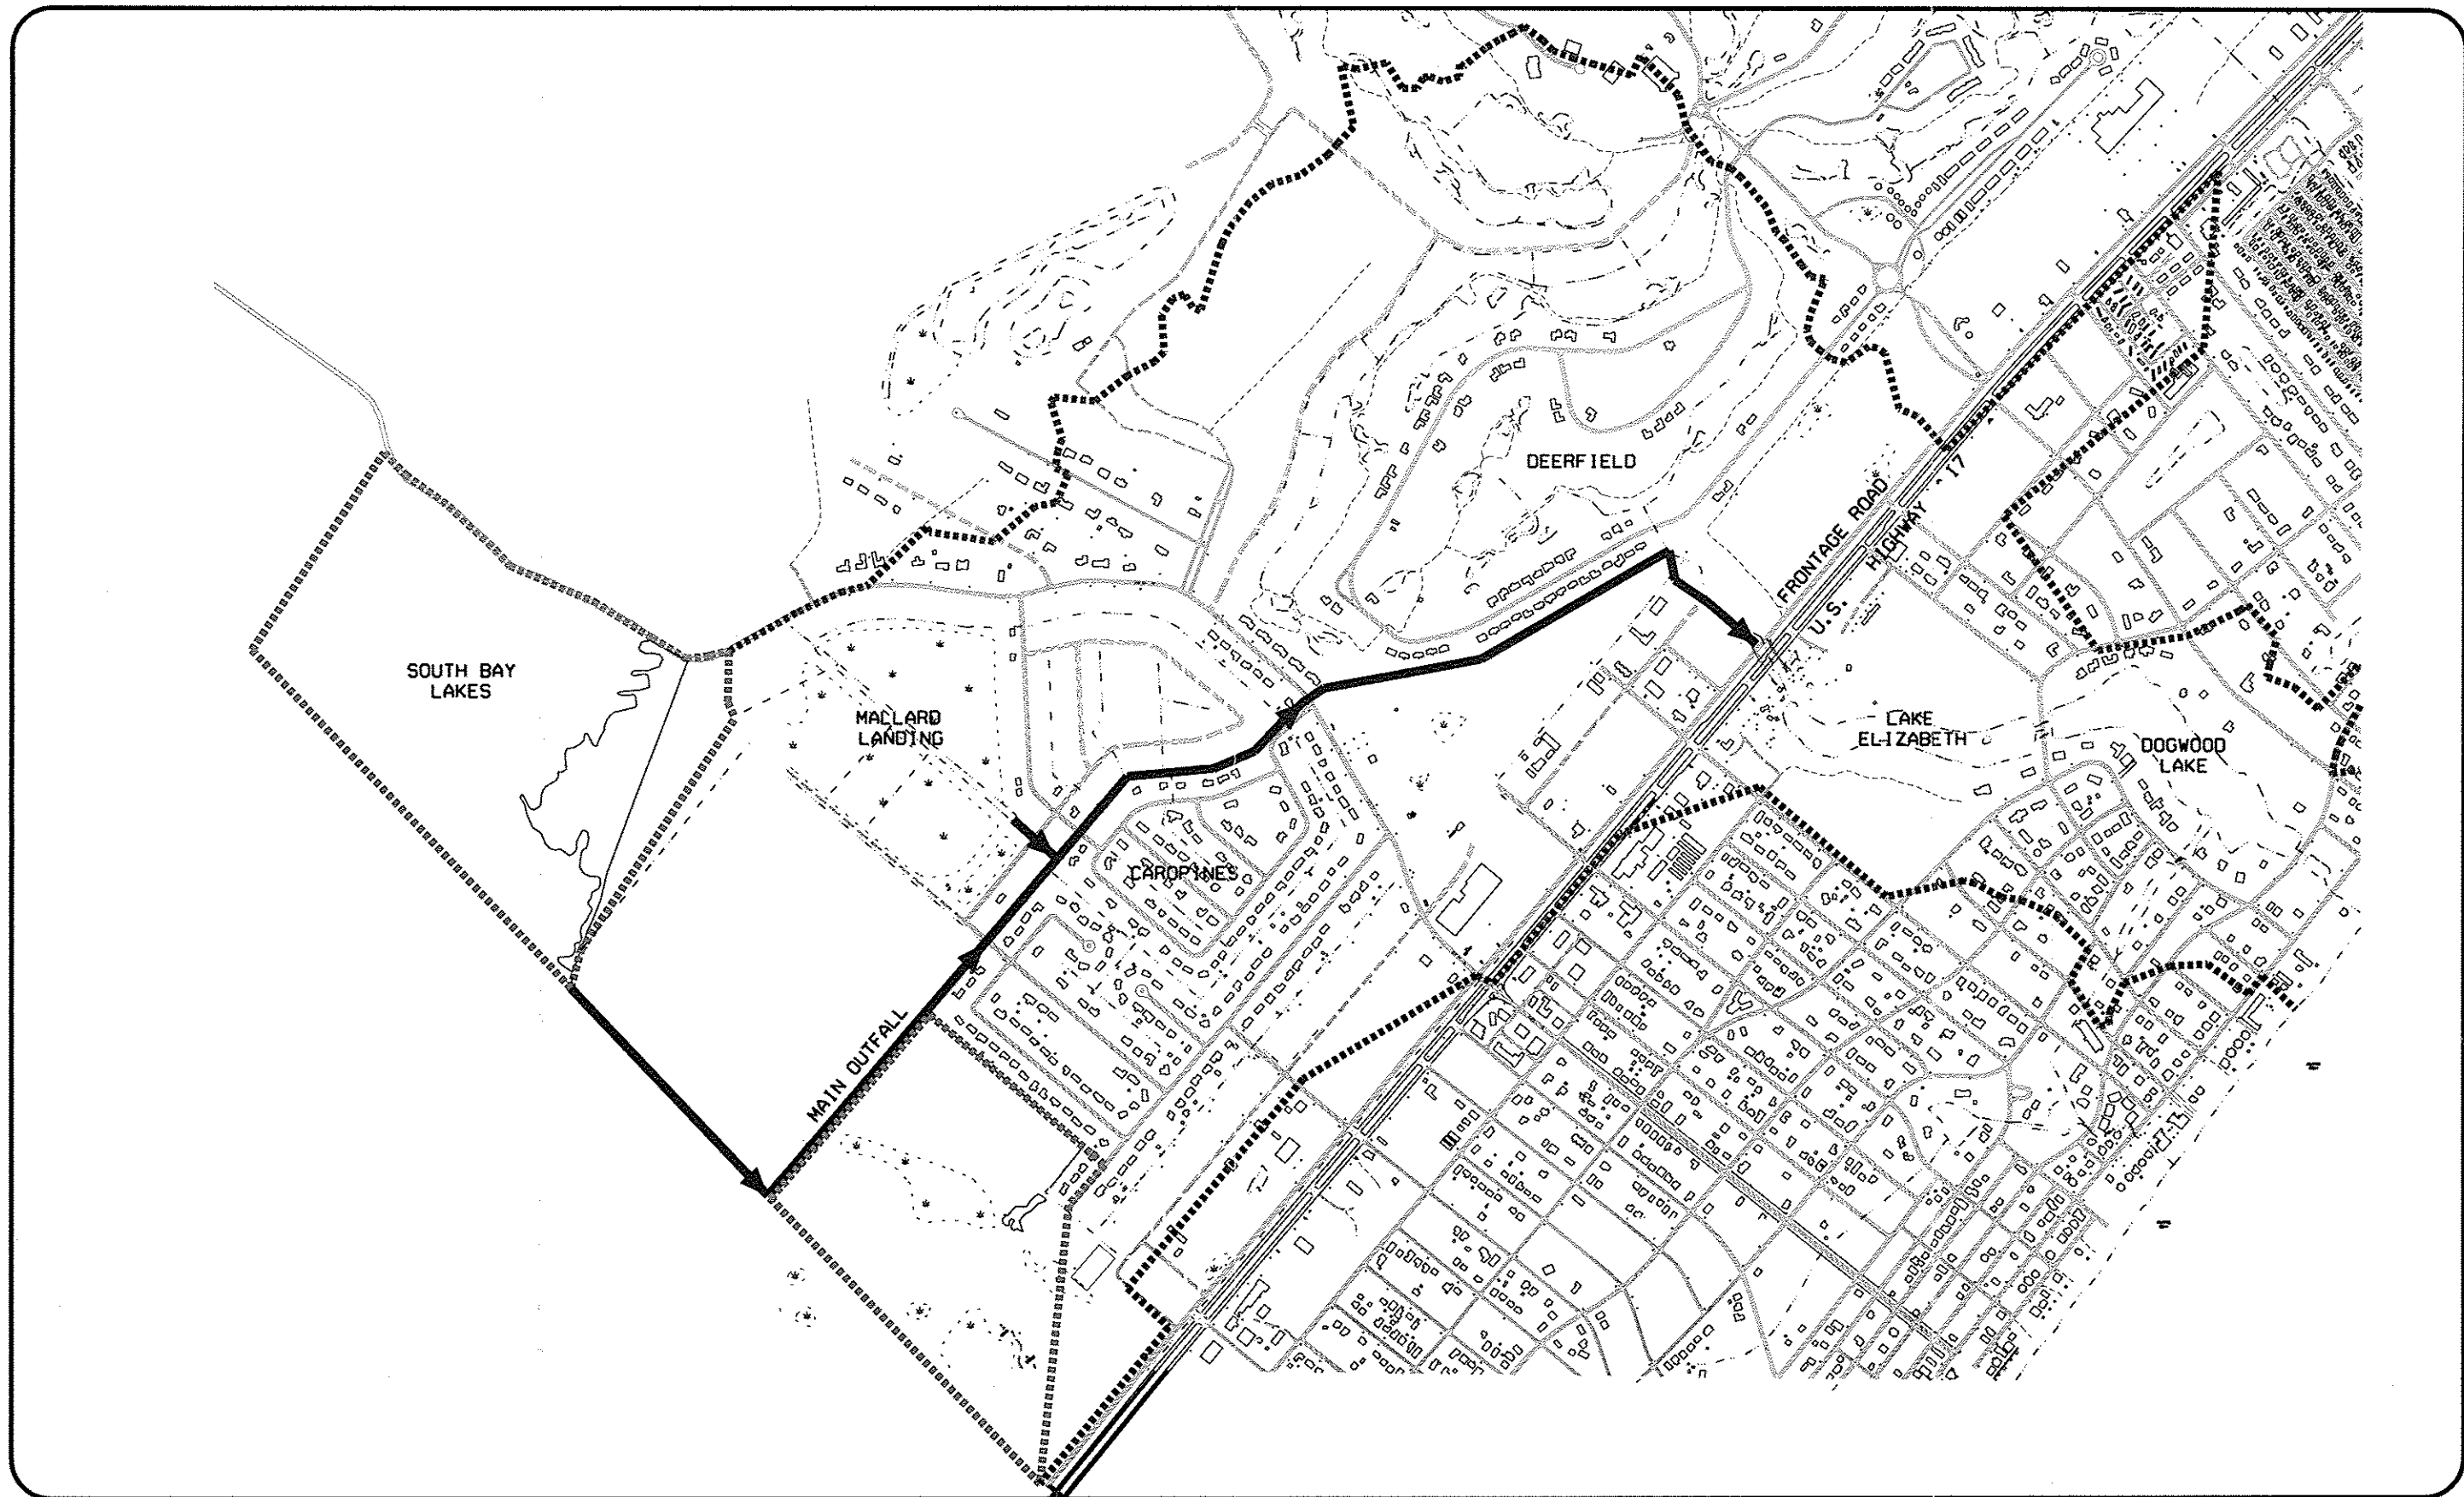 DEERFIELD
FRONTAGE ROAD
U.S. HIGHWAY 17
SOUTH BAY
LAKES
MALLARD
LANDING
LAKE
ELIZABETH
DOGWOOD
LAKE
CAROPINES
MAIN OUTFALL